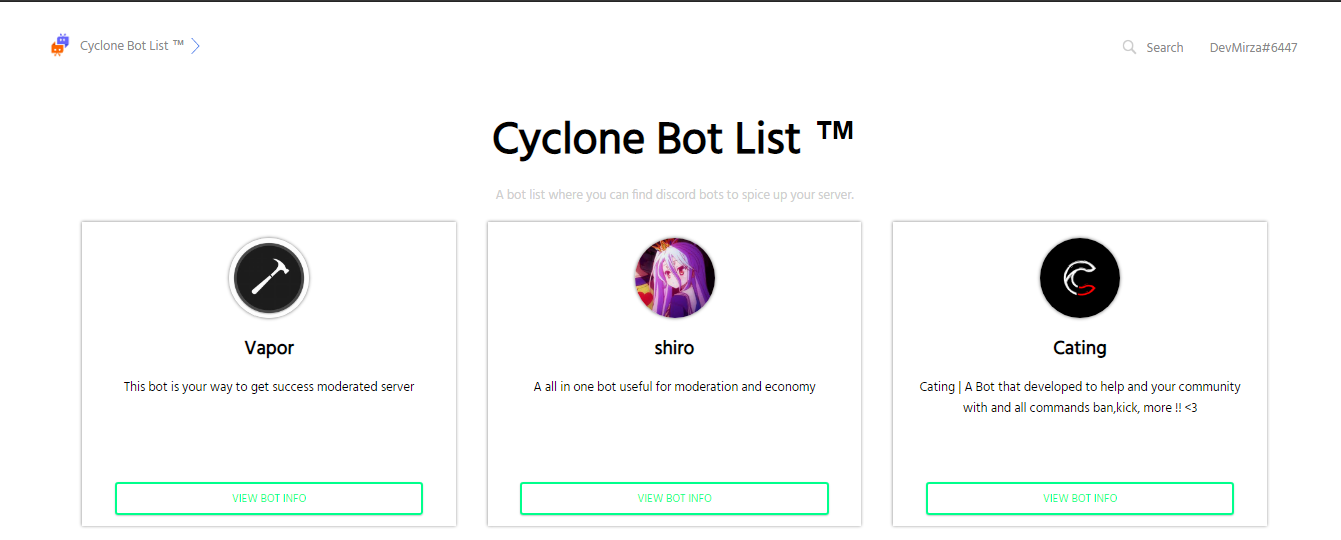 Cyclone Bot List ™
Search
DevMirza#6447
Cyclone Bot List ™
A bot list where you can find discord bots to spice up your server.
Vapor
This bot is your way to get success moderated server
VIEW BOT INFO
shiro
A all in one bot useful for moderation and economy
VIEW BOT INFO
Cating
Cating | A Bot that developed to help and your community
with and all commands ban,kick, more !! <3
VIEW BOT INFO